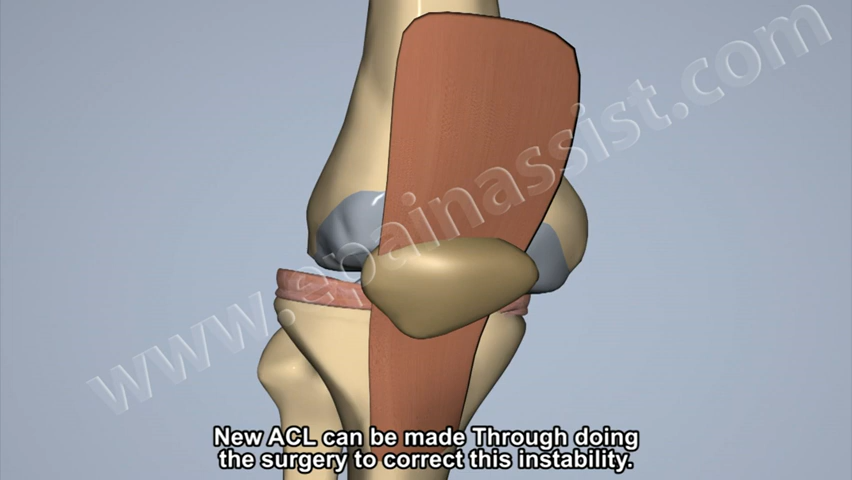 www.epainassist.com
New ACL can be made Through doing
the surgery to correct this instability.